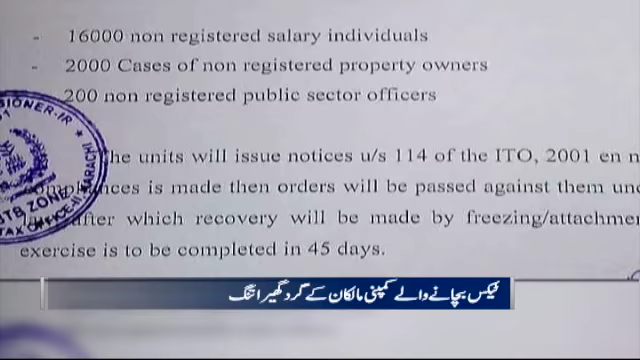 - 16000 non registered salary individuals
- 2000 Cases of non registered property owners
200 non registered public sector officers
The units will issue notices u/s 114 of the ITO, 2001 en n
is made then orders will be passed against them
after which recovery will be made by freezing/attachmen
exercise is to be completed in 45 days.
ٹیکس بچانے والے کمپنی مالکان کے گرد گھیرا تنگ